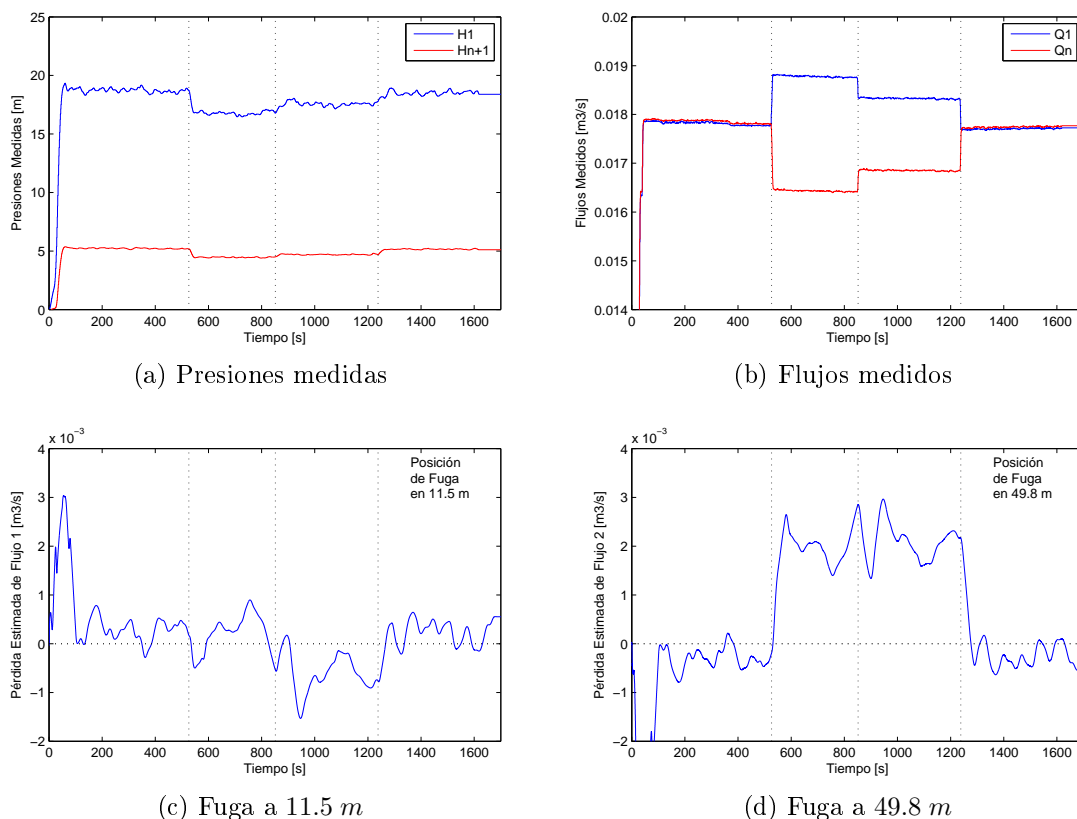 25
20
15
10
5
0
0 200 400 600 800 1000 1200 1400 1600
Presiones Medidas [m]
Tiempo [s]
H1
Hn+1
(a) Presiones medidas
0.02
0.019
0.018
0.017
0.016
0.015
0.014
0 200 400 600 800 1000 1200 1400 1600
Flujos Medidos [m3/s]
Tiempo [s]
Q1
Qn
(b) Flujos medidos
x 10⁻³
4
3
2
1
0
−1
−2
0 200 400 600 800 1000 1200 1400 1600
Pérdida Estimada de Flujo 1 [m3/s]
Tiempo [s]
Posición
de Fuga
en 11.5 m
(c) Fuga a 11.5 m
x 10⁻³
4
3
2
1
0
−1
−2
0 200 400 600 800 1000 1200 1400 1600
Pérdida Estimada de Flujo 2 [m3/s]
Tiempo [s]
Posición
de Fuga
en 49.8 m
(d) Fuga a 49.8 m